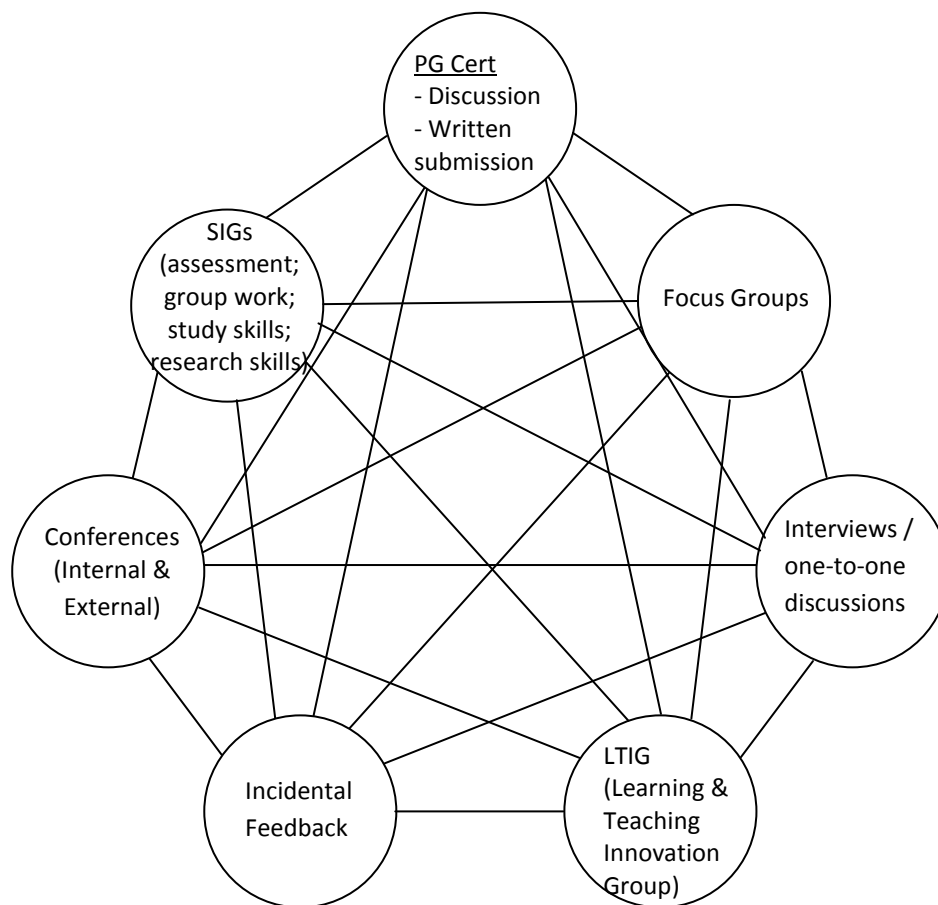 PG Cert
- Discussion
- Written
submission
SIGs
(assessment;
group work;
study skills;
research skills)
Focus Groups
Conferences
(Internal &
External)
Interviews /
one-to-one
discussions
Incidental
Feedback
LTIG
(Learning &
Teaching
Innovation
Group)